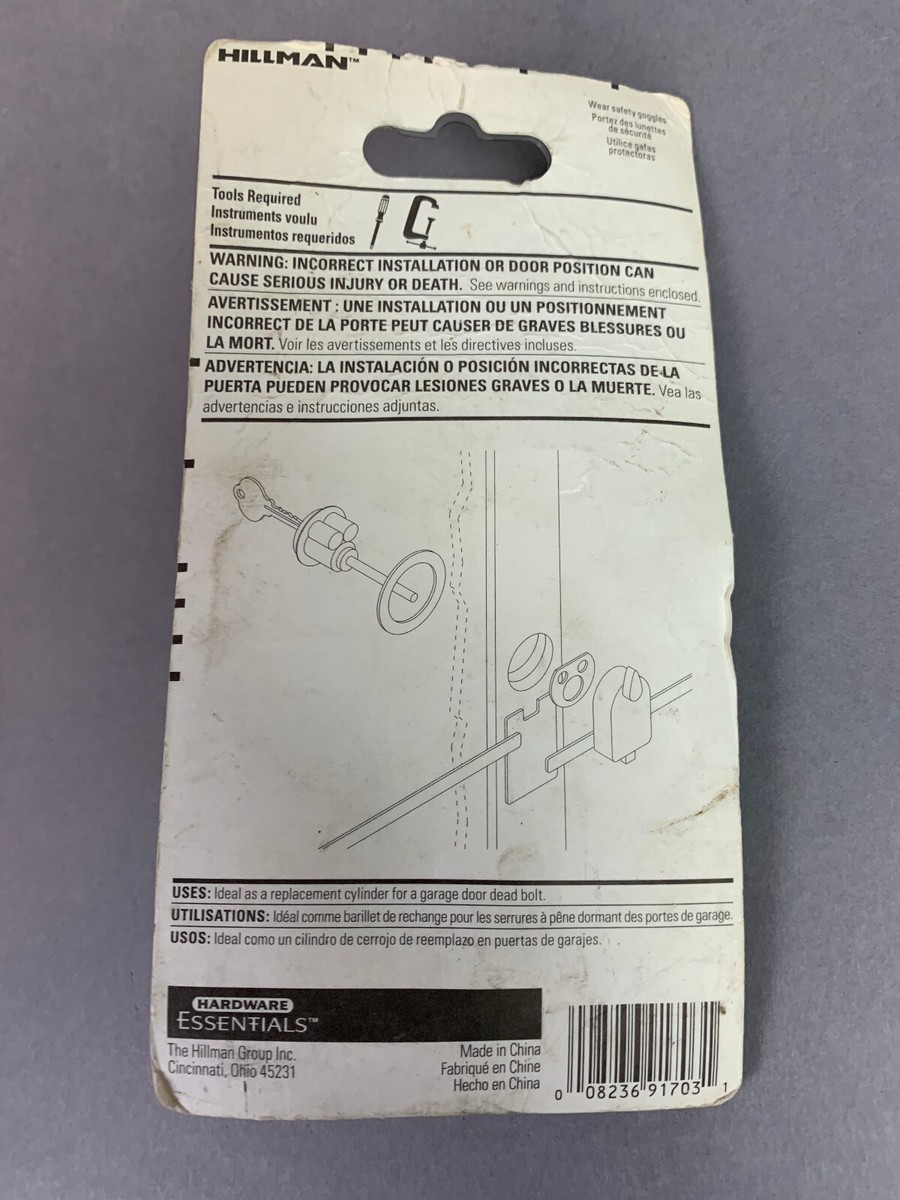 HILLMAN™
Wear safety goggles
Portez des lunettes
de sécurité
Utilice gafas
protectoras
Tools Required
Instruments voulu
Instrumentos requeridos
WARNING: INCORRECT INSTALLATION OR DOOR POSITION CAN
CAUSE SERIOUS INJURY OR DEATH. See warnings and instructions enclosed.
AVERTISSEMENT : UNE INSTALLATION OU UN POSITIONNEMENT
INCORRECT DE LA PORTE PEUT CAUSER DE GRAVES BLESSURES OU
LA MORT. Voir les avertissements et les directives incluses.
ADVERTENCIA: LA INSTALACIÓN O POSICIÓN INCORRECTAS DE LA
PUERTA PUEDEN PROVOCAR LESIONES GRAVES O LA MUERTE. Vea las
advertencias e instrucciones adjuntas.
USES: Ideal as a replacement cylinder for a garage door dead bolt.
UTILISATIONS: Idéal comme barillet de rechange pour les serrures à pêne dormant des portes de garage.
USOS: Ideal como un cilindro de cerrojo de reemplazo en puertas de garajes.
HARDWARE
ESSENTIALS™
The Hillman Group Inc.
Cincinnati, Ohio 45231
Made in China
Fabriqué en Chine
Hecho en China
0 08236 91703 1